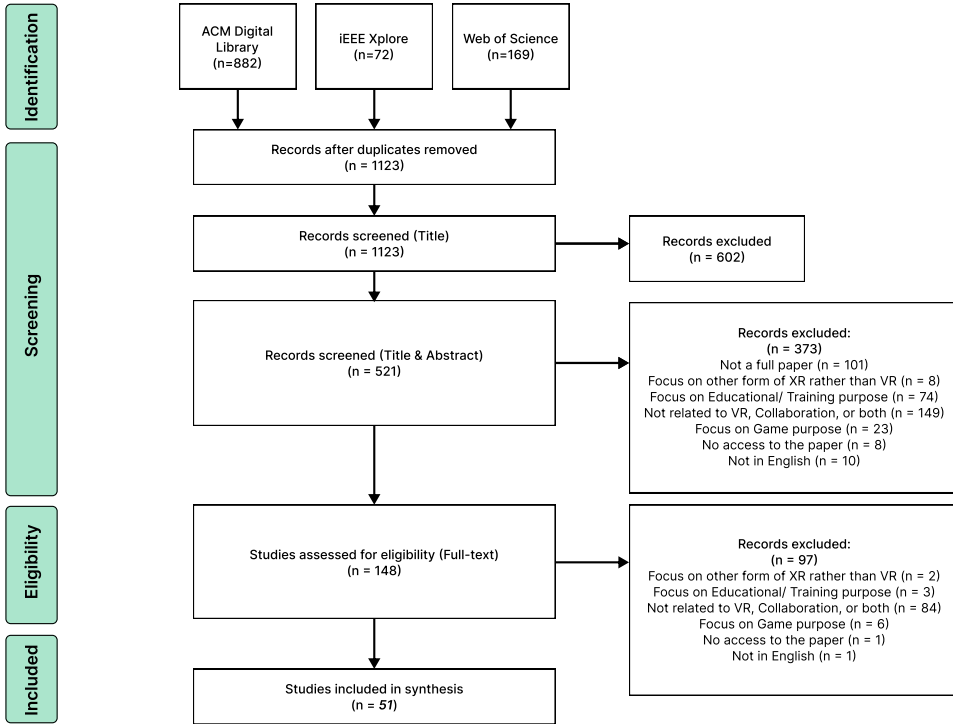 Identification
ACM Digital
Library
(n=882)
iEEE Xplore
(n=72)
Web of Science
(n=169)
Records after duplicates removed
(n = 1123)
Screening
Records screened (Title)
(n = 1123)
Records excluded
(n = 602)
Records screened (Title & Abstract)
(n = 521)
Records excluded:
(n = 373)
Not a full paper (n = 101)
Focus on other form of XR rather than VR (n = 8)
Focus on Educational/ Training purpose (n = 74)
Not related to VR, Collaboration, or both (n = 149)
Focus on Game purpose (n = 23)
No access to the paper (n = 8)
Not in English (n = 10)
Eligibility
Studies assessed for eligibility (Full-text)
(n = 148)
Records excluded:
(n = 97)
Focus on other form of XR rather than VR (n = 2)
Focus on Educational/ Training purpose (n = 3)
Not related to VR, Collaboration, or both (n = 84)
Focus on Game purpose (n = 6)
No access to the paper (n = 1)
Not in English (n = 1)
Included
Studies included in synthesis
(n = 51)